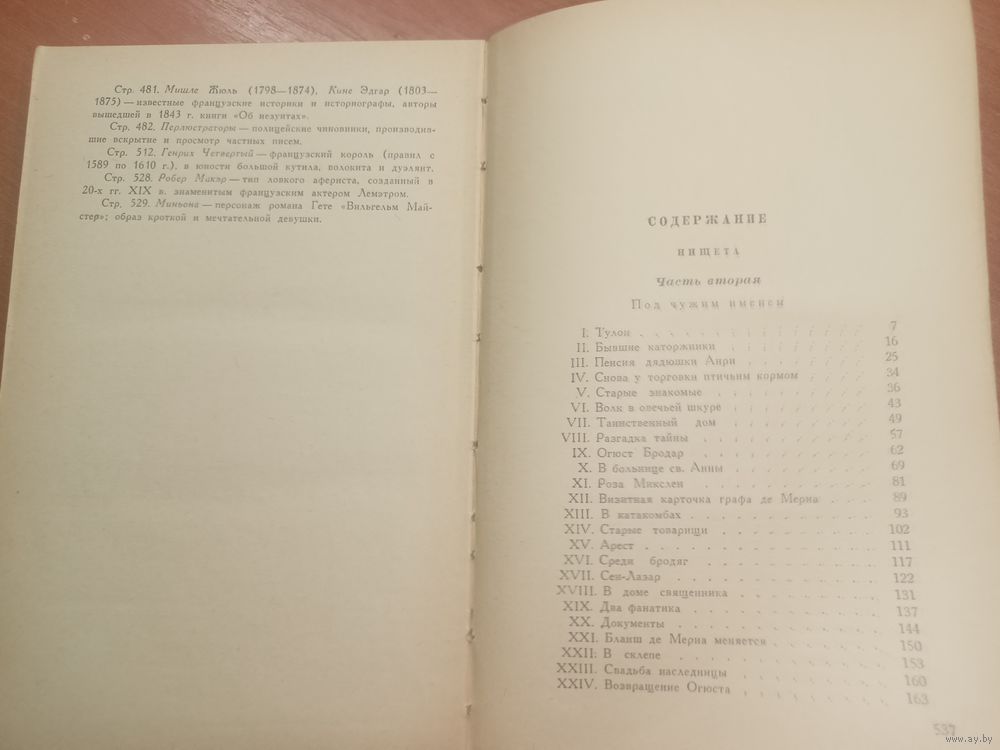 Стр. 481. Мишле Жюль (1798—1874), Кине Эдгар (1803—
1875) — известные французские историки и историографы, авторы
вышедшей в 1843 г. книги «Об иезуитах».
Стр. 482. Перлюстраторы — полицейские чиновники, производив-
шие вскрытие и просмотр частных писем.
Стр. 512. Генрих Четвертый — французский король (правил с
1589 по 1610 г.), в юности большой кутила, волокита и дуэлянт.
Стр. 528. Робер Макэр — тип ловкого афериста, созданный в
20-х гг. XIX в. знаменитым французским актером Леметром.
Стр. 529. Миньона — персонаж романа Гете «Вильгельм Май-
стер»; образ кроткой и мечтательной девушки.
СОДЕРЖАНИЕ
НИЩЕТА
Часть вторая
Под чужим именем
I. Тулон 7
II. Бывшие каторжники 16
III. Пенсия дядюшки Анри 25
IV. Снова у торговки птичьим кормом 34
V. Старые знакомые 36
VI. Волк в овечьей шкуре 43
VII. Таинственный дом 49
VIII. Разгадка тайны 57
IX. Огюст Бродар 62
X. В больнице св. Анны 69
XI. Роза Микслен 81
XII. Визитная карточка графа де Мериа 89
XIII. В катакомбах 93
XIV. Старые товарищи 102
XV. Арест 111
XVI. Среди бродяг 117
XVII. Сен-Лазар 122
XVIII. В доме священника 131
XIX. Два фанатика 137
XX. Документы 144
XXI. Бланш де Мериа меняется 150
XXII. В склепе 153
XXIII. Свадьба наследницы 160
XXIV. Возвращение Огюста 163
537
www.ay.by